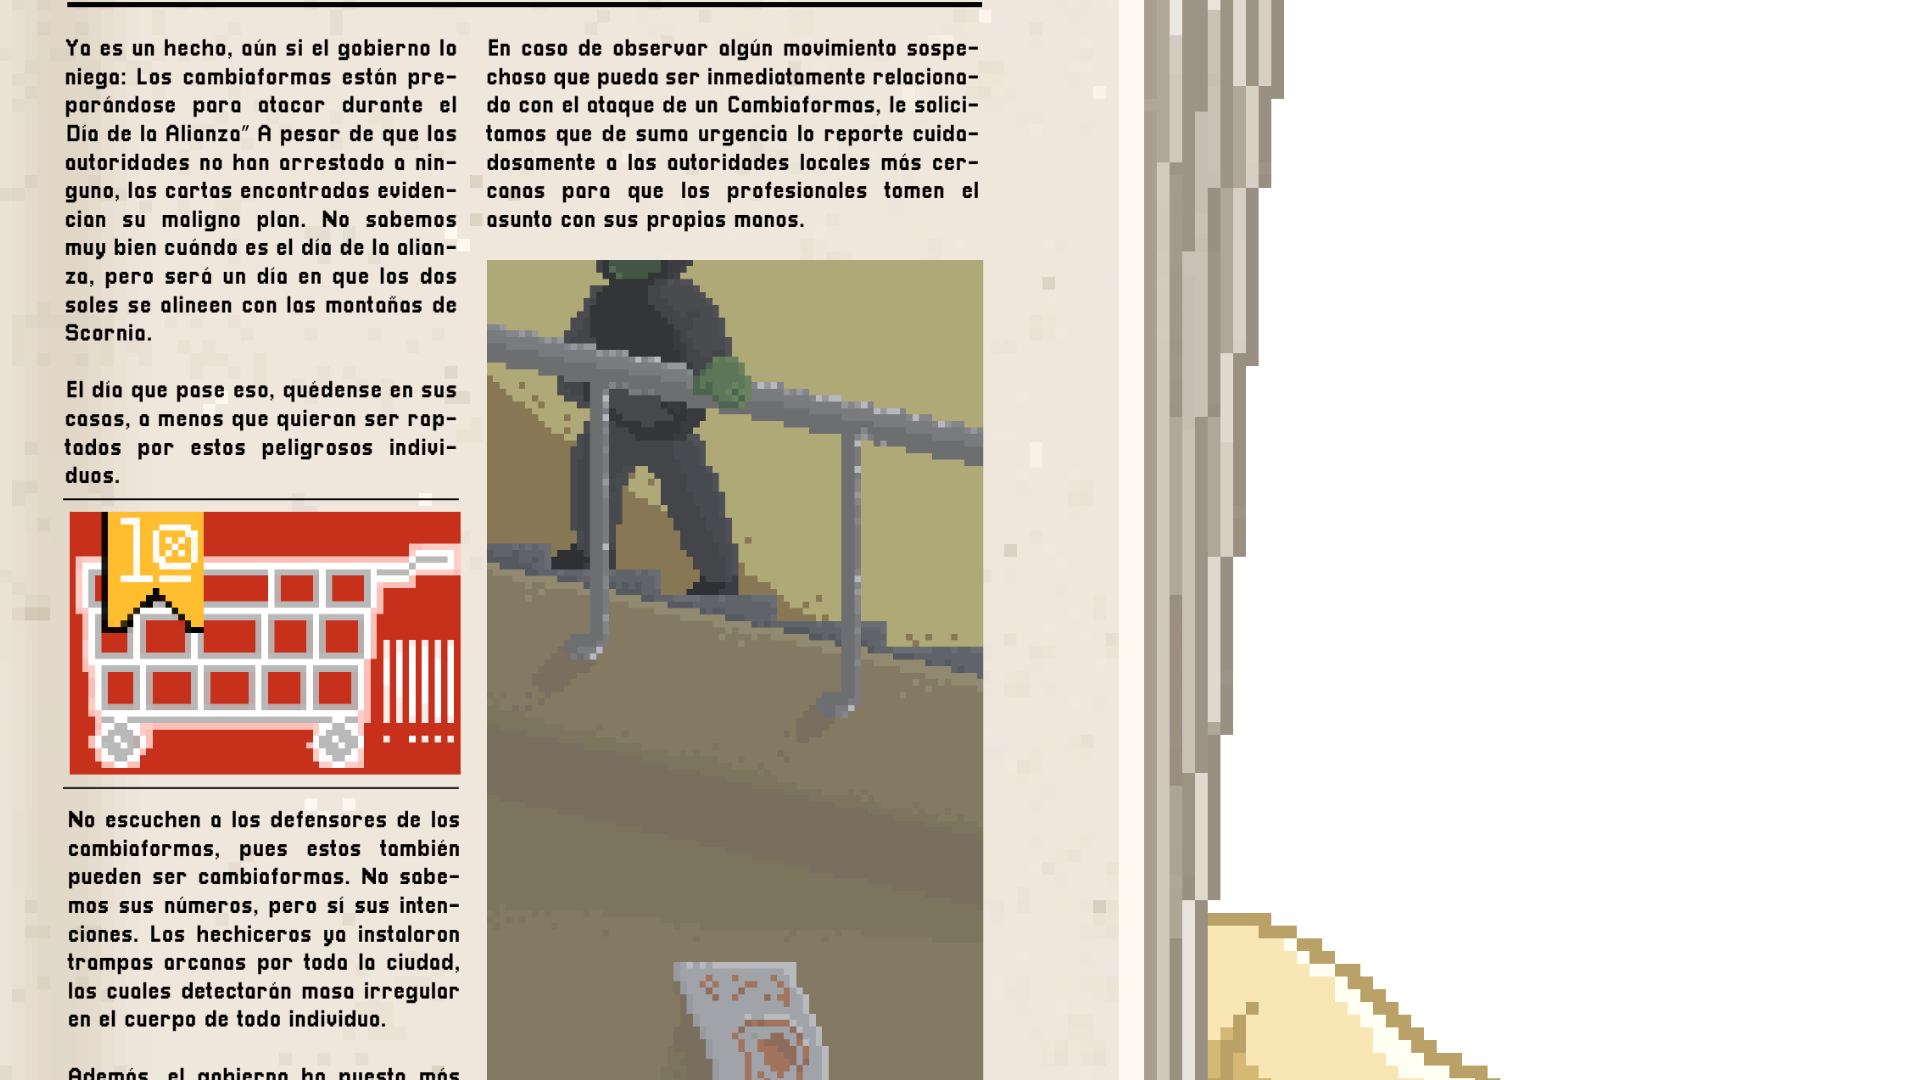 Ya es un hecho, aún si el gobierno lo
niega: Los cambiaformas están pre-
parándose para atacar durante el
Día de la Alianza" A pesar de que las
autoridades no han arrestado a nin-
guno, las cartas encontradas eviden-
cian su maligno plan. No sabemos
muy bien cuándo es el día de la alian-
za, pero será un día en que los dos
soles se alineen con las montañas de
Scornia.
El día que pase eso, quédense en sus
casas, a menos que quieran ser rap-
tados por estos peligrosos indivi-
duos.
10
No escuchen a los defensores de los
cambiaformas, pues estos también
pueden ser cambiaformas. No sabe-
mos sus números, pero sí sus inten-
ciones. Los hechiceros ya instalaron
trampas arcanas por toda la ciudad,
las cuales detectarán masa irregular
en el cuerpo de todo individuo.
Además, el gobierno ha puesto más
En caso de observar algún movimiento sospe-
choso que pueda ser inmediatamente relaciona-
do con el ataque de un Cambiaformas, le solici-
tamos que de suma urgencia lo reporte cuida-
dosamente a las autoridades locales más cer-
canas para que los profesionales tomen el
asunto con sus propias manos.